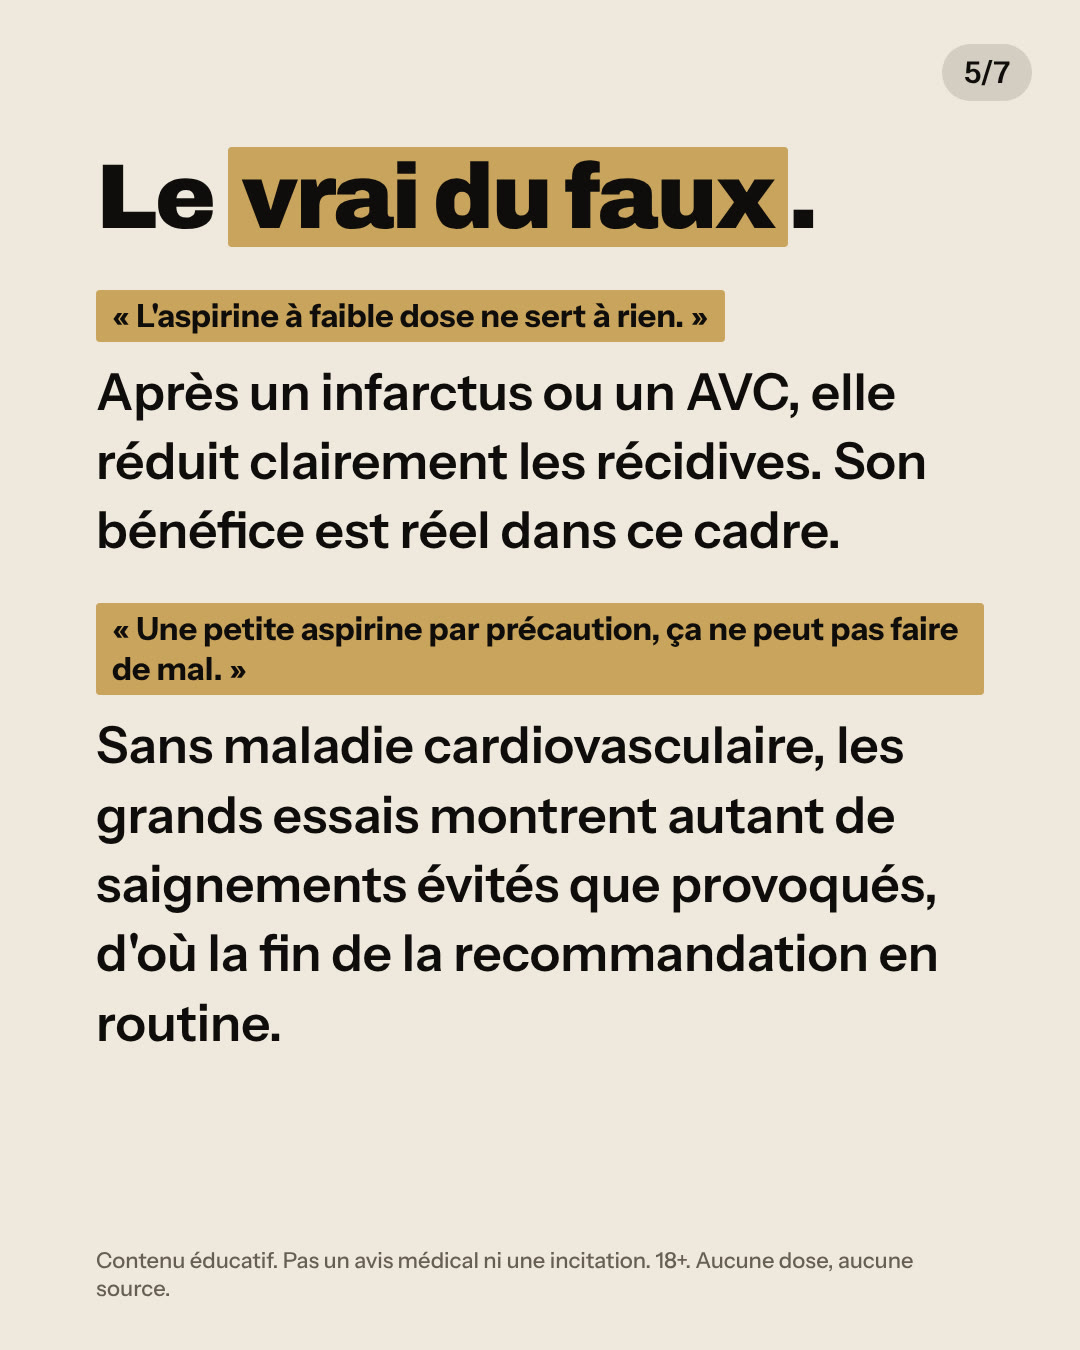 5/7
Le vrai du faux.
« L'aspirine à faible dose ne sert à rien. »
Après un infarctus ou un AVC, elle
réduit clairement les récidives. Son
bénéfice est réel dans ce cadre.
« Une petite aspirine par précaution, ça ne peut pas faire
de mal. »
Sans maladie cardiovasculaire, les
grands essais montrent autant de
saignements évités que provoqués,
d'où la fin de la recommandation en
routine.
Contenu éducatif. Pas un avis médical ni une incitation. 18+. Aucune dose, aucune
source.